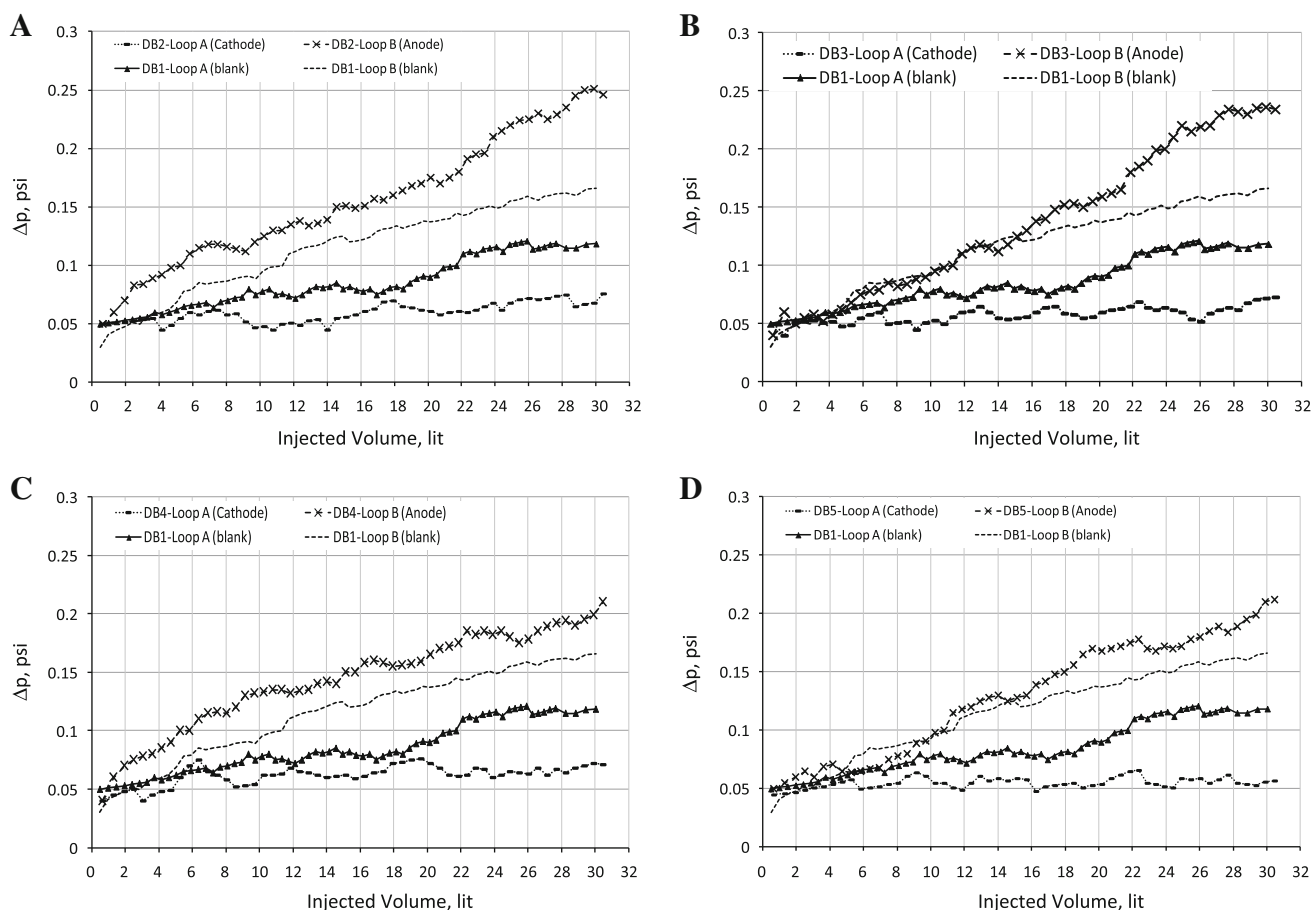 A
0.3
DB2-Loop A (Cathode) DB2-Loop B (Anode)
DB1-Loop A (blank) DB1-Loop B (blank)
0.25
0.2
0.15
0.1
0.05
0
Δp, psi
0 2 4 6 8 10 12 14 16 18 20 22 24 26 28 30 32
Injected Volume, lit
B
0.3
DB3-Loop A (Cathode) DB3-Loop B (Anode)
DB1-Loop A (blank) DB1-Loop B (blank)
0.25
0.2
0.15
0.1
0.05
0
Δp, psi
0 2 4 6 8 10 12 14 16 18 20 22 24 26 28 30 32
Injected Volume, lit
C
0.3
DB4-Loop A (Cathode) DB4-Loop B (Anode)
DB1-Loop A (blank) DB1-Loop B (blank)
0.25
0.2
0.15
0.1
0.05
0
Δp, psi
0 2 4 6 8 10 12 14 16 18 20 22 24 26 28 30 32
Injected Volume, lit
D
0.3
DB5-Loop A (Cathode) DB5-Loop B (Anode)
DB1-Loop A (blank) DB1-Loop B (blank)
0.25
0.2
0.15
0.1
0.05
0
Δp, psi
0 2 4 6 8 10 12 14 16 18 20 22 24 26 28 30 32
Injected Volume, lit